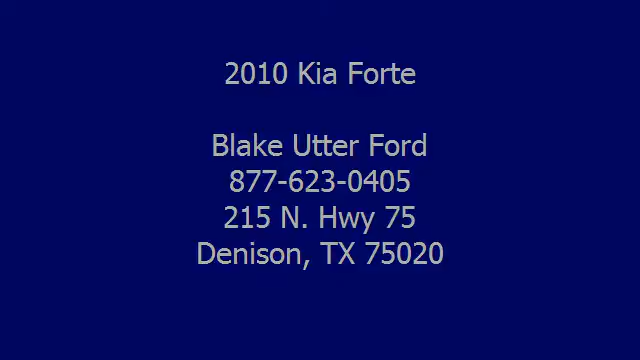 2010 Kia Forte
Blake Utter Ford
877-623-0405
215 N. Hwy 75
Denison, TX 75020